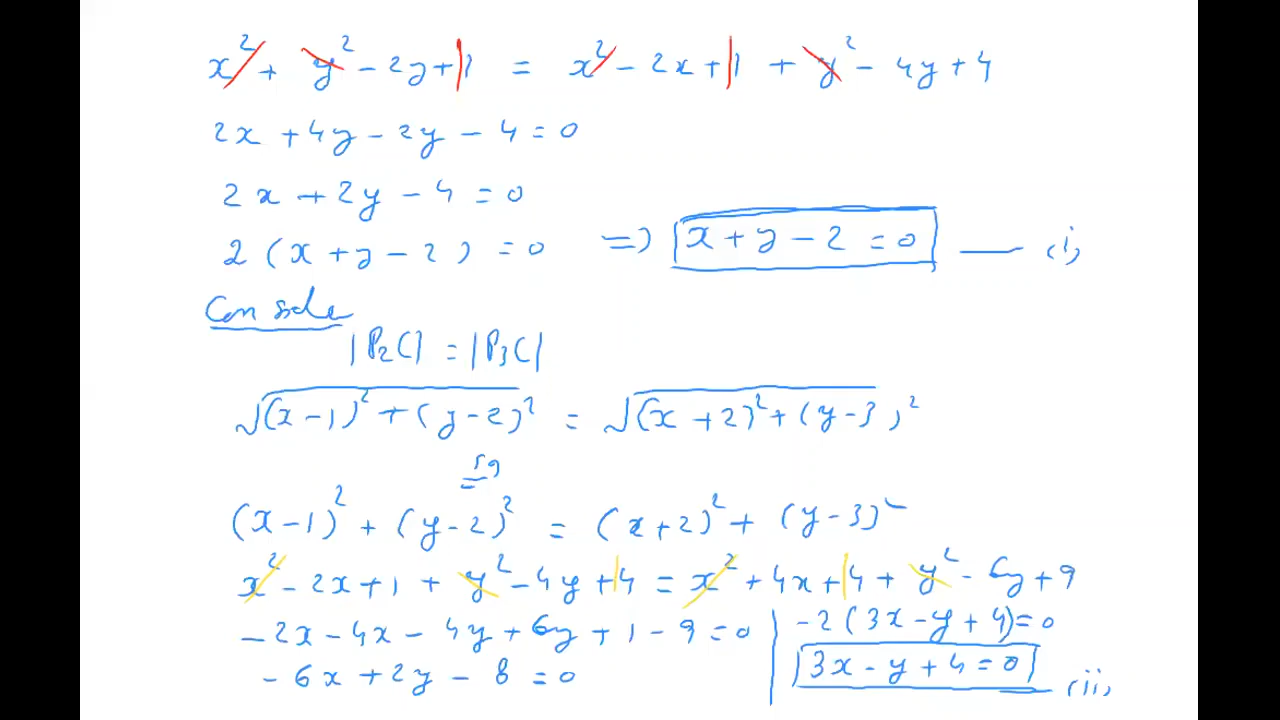 x² + y² - 2y + 1 = x² - 2x + 1 + y² - 4y + 4
2x + 4y - 2y - 4 = 0
2x + 2y - 4 = 0
2 (x + y - 2) = 0 => x + y - 2 = 0 —— (i)
|P₂C| = |P₃C|
√(x-1)² + (y-2)² = √(x+2)² + (y-3)²
(x-1)² + (y-2)² = (x+2)² + (y-3)²
x² - 2x + 1 + y² - 4y + 4 = x² + 4x + 4 + y² - 6y + 9
-2x - 4x - 4y + 6y + 1 - 9 = 0
-6x + 2y - 8 = 0
-2 (3x - y + 4) = 0
3x - y + 4 = 0 —— (ii)